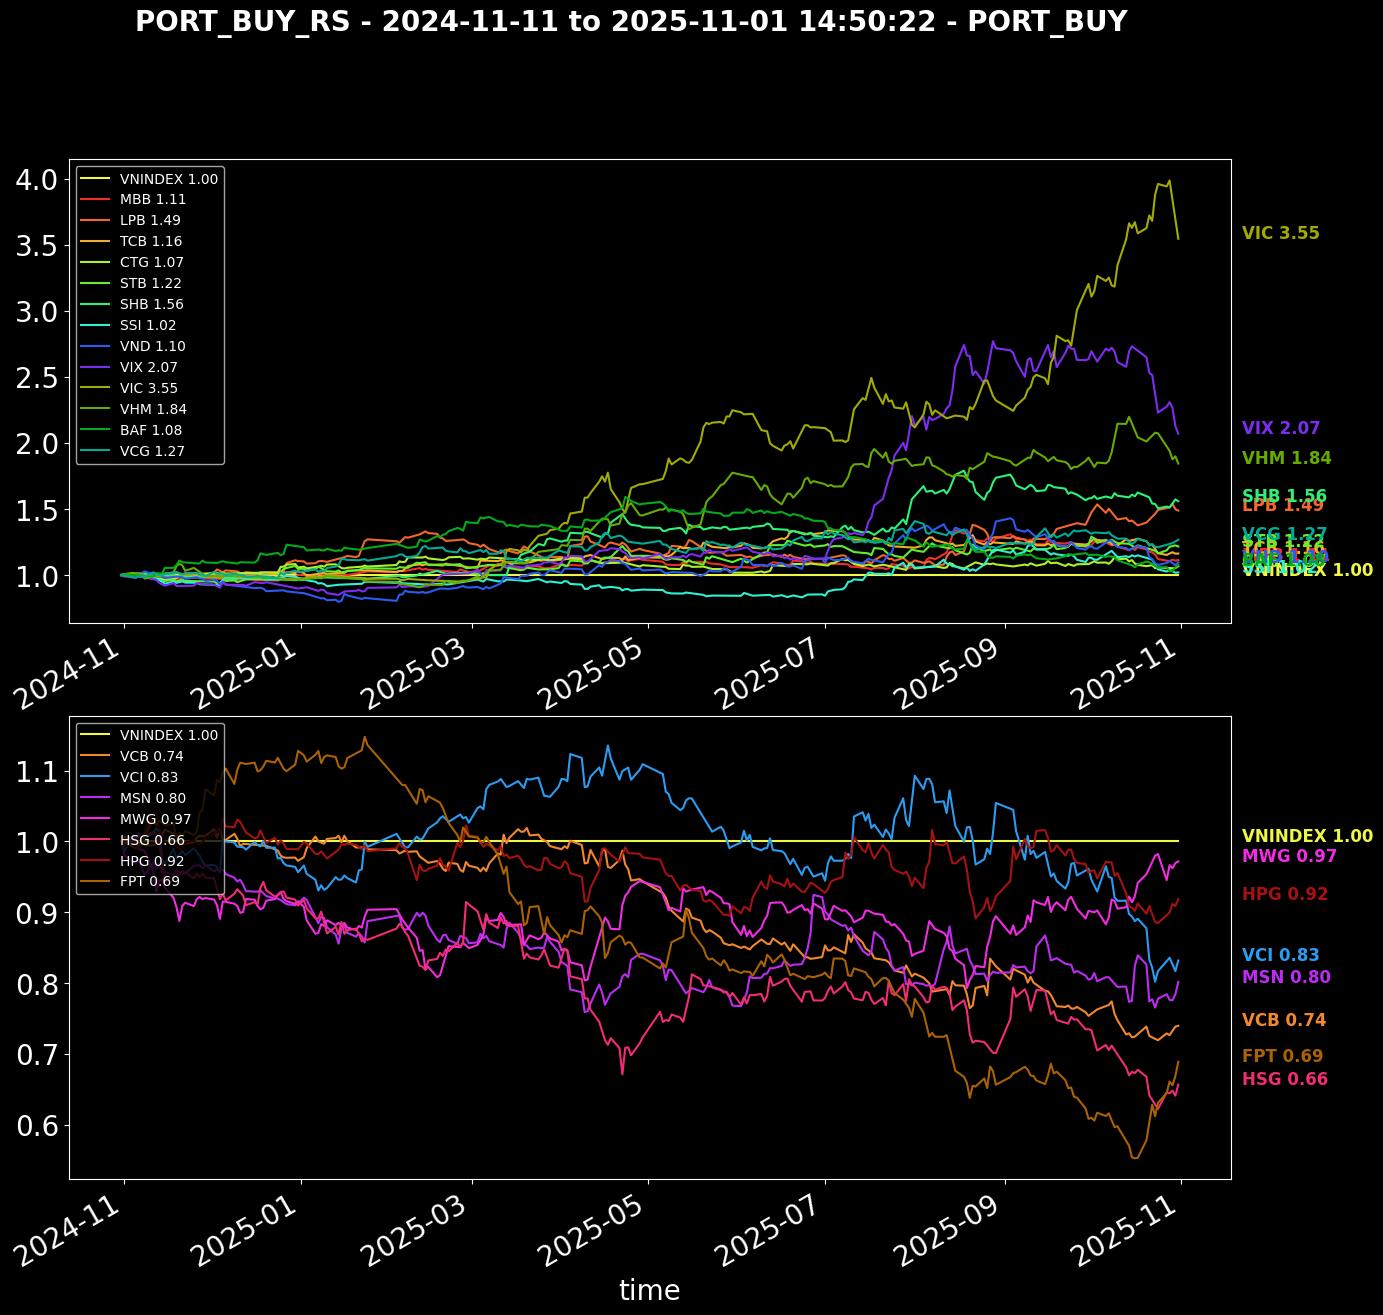 PORT_BUY_RS - 2024-11-11 to 2025-11-01 14:50:22 - PORT_BUY
4.0
3.5
3.0
2.5
2.0
1.5
1.0
VNINDEX 1.00
MBB 1.11
LPB 1.49
TCB 1.16
CTG 1.07
STB 1.22
SHB 1.56
SSI 1.02
VND 1.10
VIX 2.07
VIC 3.55
VHM 1.84
BAF 1.08
VCG 1.27
VIC 3.55
VIX 2.07
VHM 1.84
SHB 1.56
LPB 1.49
VCG 1.27
VNINDEX 1.00
2024-11
2025-01
2025-03
2025-05
2025-07
2025-09
2025-11
1.1
1.0
0.9
0.8
0.7
0.6
VNINDEX 1.00
VCB 0.74
VCI 0.83
MSN 0.80
MWG 0.97
HSG 0.66
HPG 0.92
FPT 0.69
VNINDEX 1.00
MWG 0.97
HPG 0.92
VCI 0.83
MSN 0.80
VCB 0.74
FPT 0.69
HSG 0.66
2024-11
2025-01
2025-03
2025-05
2025-07
2025-09
2025-11
time